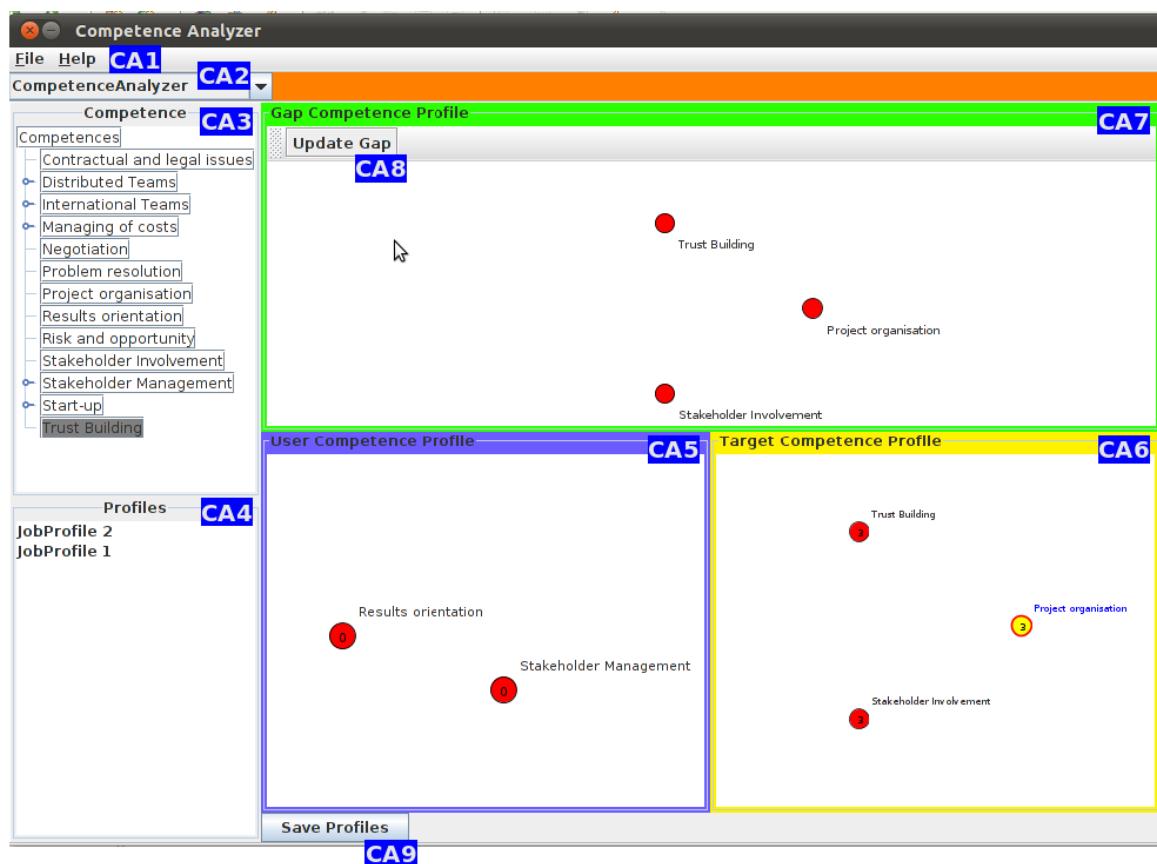 Competence Analyzer
File Help CA1
CompetenceAnalyzer CA2
Competence CA3
Competences
Contractual and legal issues
Distributed Teams
International Teams
Managing of costs
Negotiation
Problem resolution
Project organisation
Results orientation
Risk and opportunity
Stakeholder Involvement
Stakeholder Management
Start-up
Trust Building
Profiles CA4
JobProfile 2
JobProfile 1
Gap Competence Profile CA7
Update Gap
CA8
Trust Building
Project organisation
Stakeholder Involvement
User Competence Profile CA5
Results orientation
0
Stakeholder Management
0
Target Competence Profile CA6
Trust Building
3
Project organisation
3
Stakeholder Involvement
3
Save Profiles
CA9